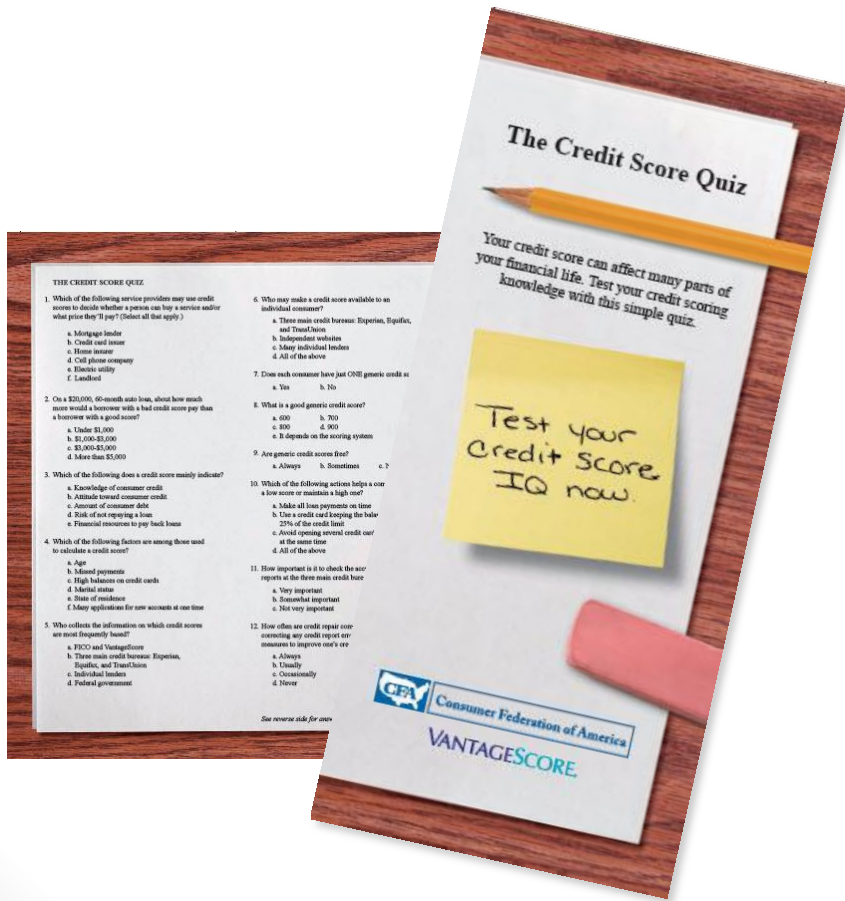 THE CREDIT SCORE QUIZ
1. Which of the following service providers may use credit
scores to decide whether a person can buy a service and/or
what price they'll pay? (Select all that apply.)
a. Mortgage lender
b. Credit card issuer
c. Home insurer
d. Cell phone company
e. Electric utility
f. Landlord
2. On a $20,000, 60-month auto loan, about how much
more would a borrower with a bad credit score pay than
a borrower with a good score?
a. Under $1,000
b. $1,000-$3,000
c. $3,000-$5,000
d. More than $5,000
3. Which of the following does a credit score mainly indicate?
a. Knowledge of consumer credit
b. Attitude toward consumer credit
c. Amount of consumer debt
d. Risk of not repaying a loan
e. Financial resources to pay back loans
4. Which of the following factors are among those used
to calculate a credit score?
a. Age
b. Missed payments
c. High balances on credit cards
d. Marital status
e. State of residence
f. Many applications for new accounts at one time
5. Who collects the information on which credit scores
are most frequently based?
a. FICO and VantageScore
b. Three main credit bureaus: Experian,
Equifax, and TransUnion
c. Individual lenders
d. Federal government
6. Who may make a credit score available to an
individual consumer?
a. Three main credit bureaus: Experian, Equifax,
and TransUnion
b. Independent websites
c. Many individual lenders
d. All of the above
7. Does each consumer have just ONE generic credit
a. Yes b. No
8. What is a good generic credit score?
a. 600 b. 700
c. 800 d. 900
e. It depends on the scoring system
9. Are generic credit scores free?
a. Always b. Sometimes c.
10. Which of the following actions helps a
a low score or maintain a high one?
a. Make all loan payments on time
b. Use a credit card keeping the
25% of the credit limit
c. Avoid opening several credit
at the same time
d. All of the above
11. How important is it to check the
reports at the three main credit
a. Very important
b. Somewhat important
c. Not very important
12. How often are credit repair
correcting any credit report
measures to improve one's
a. Always
b. Usually
c. Occasionally
d. Never
See reverse side for
The Credit Score Quiz
Your credit score can affect many parts of
your financial life. Test your credit scoring
knowledge with this simple quiz.
Test your
Credit Score
IQ now.
CFA Consumer Federation of America
VANTAGESCORE